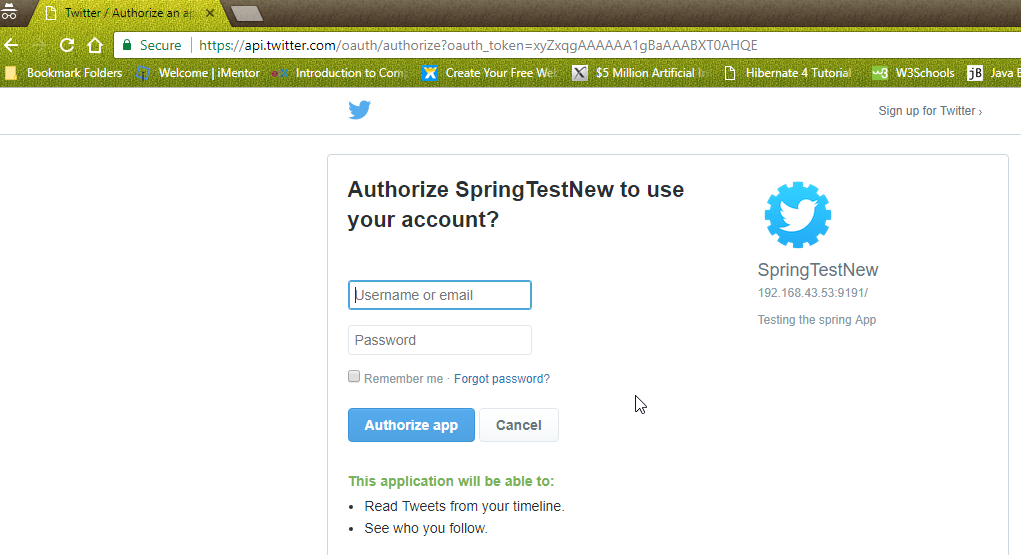 Twitter / Authorize an ap
Secure
https://api.twitter.com/oauth/authorize?oauth_token=xyZxqgAAAAAA1gBaAAABXT0AHQE
Bookmark Folders
Welcome | iMentor
Introduction to Com
Create Your Free Web
$5 Million Artificial In
Hibernate 4 Tutorial
W3Schools
jB Java E
Sign up for Twitter ›
Authorize SpringTestNew to use
your account?
Username or email
Password
Remember me · Forgot password?
Authorize app
Cancel
This application will be able to:
• Read Tweets from your timeline.
• See who you follow.
SpringTestNew
192.168.43.53:9191/
Testing the spring App